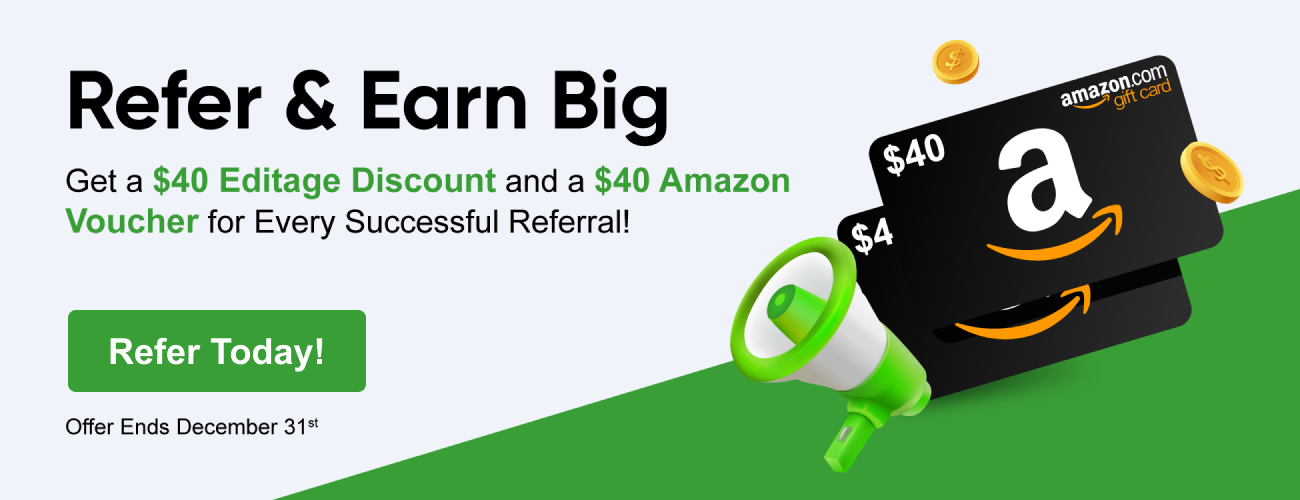 Refer & Earn Big
Get a $40 Editage Discount and a $40 Amazon
Voucher for Every Successful Referral!
Refer Today!
Offer Ends December 31st
amazon.com
gift card
$40
a
$4